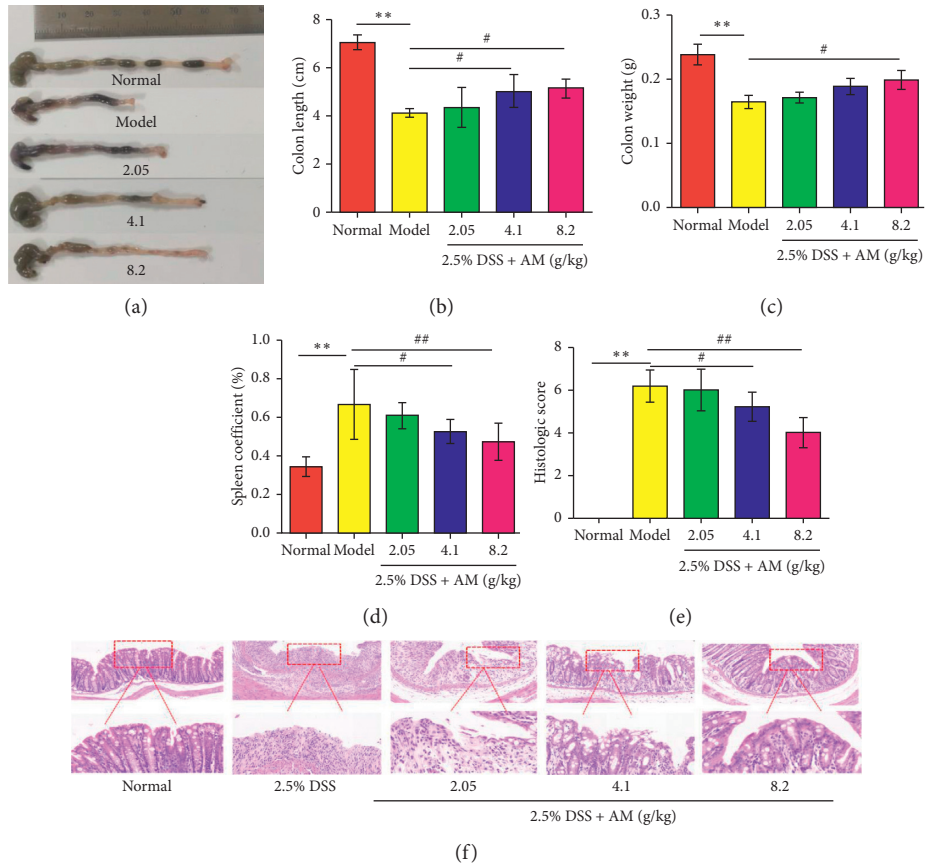 Normal
Model
2.05
4.1
8.2
(a)
Colon length (cm)
8
6
4
2
0
**
#
#
Normal Model 2.05 4.1 8.2
2.5% DSS + AM (g/kg)
(b)
Colon weight (g)
0.3
0.2
0.1
0.0
**
#
Normal Model 2.05 4.1 8.2
2.5% DSS + AM (g/kg)
(c)
Spleen coefficient (%)
1.0
0.8
0.6
0.4
0.2
0.0
**
##
#
Normal Model 2.05 4.1 8.2
2.5% DSS + AM (g/kg)
(d)
Histologic score
8
6
4
2
0
**
##
#
Normal Model 2.05 4.1 8.2
2.5% DSS + AM (g/kg)
(e)
Normal 2.5% DSS 2.05 4.1 8.2
2.5% DSS + AM (g/kg)
(f)